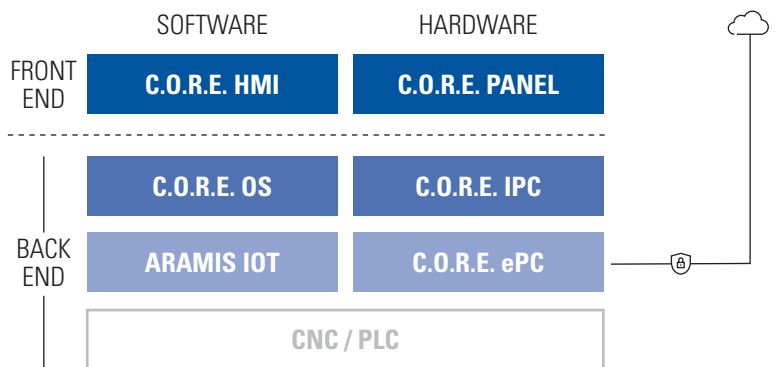 SOFTWARE HARDWARE
FRONT
END
C.O.R.E. HMI C.O.R.E. PANEL
C.O.R.E. OS C.O.R.E. IPC
BACK
END
ARAMIS IOT C.O.R.E. ePC
CNC / PLC